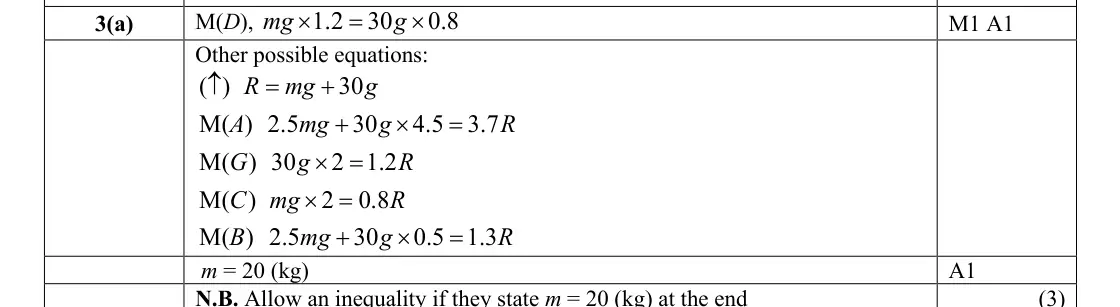 3(a) M(D), mg × 1.2 = 30g × 0.8 M1 A1
Other possible equations:
(↑) R = mg + 30g
M(A) 2.5mg + 30g × 4.5 = 3.7R
M(G) 30g × 2 = 1.2R
M(C) mg × 2 = 0.8R
M(B) 2.5mg + 30g × 0.5 = 1.3R
m = 20 (kg) A1
N.B. Allow an inequality if they state m = 20 (kg) at the end (3)